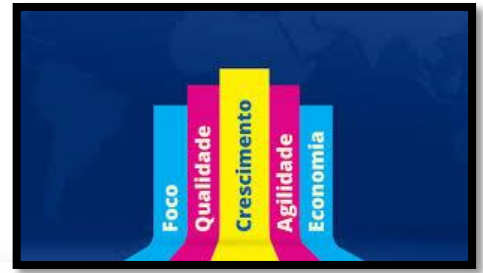 Foco
Qualidade
Crescimento
Agilidade
Economia